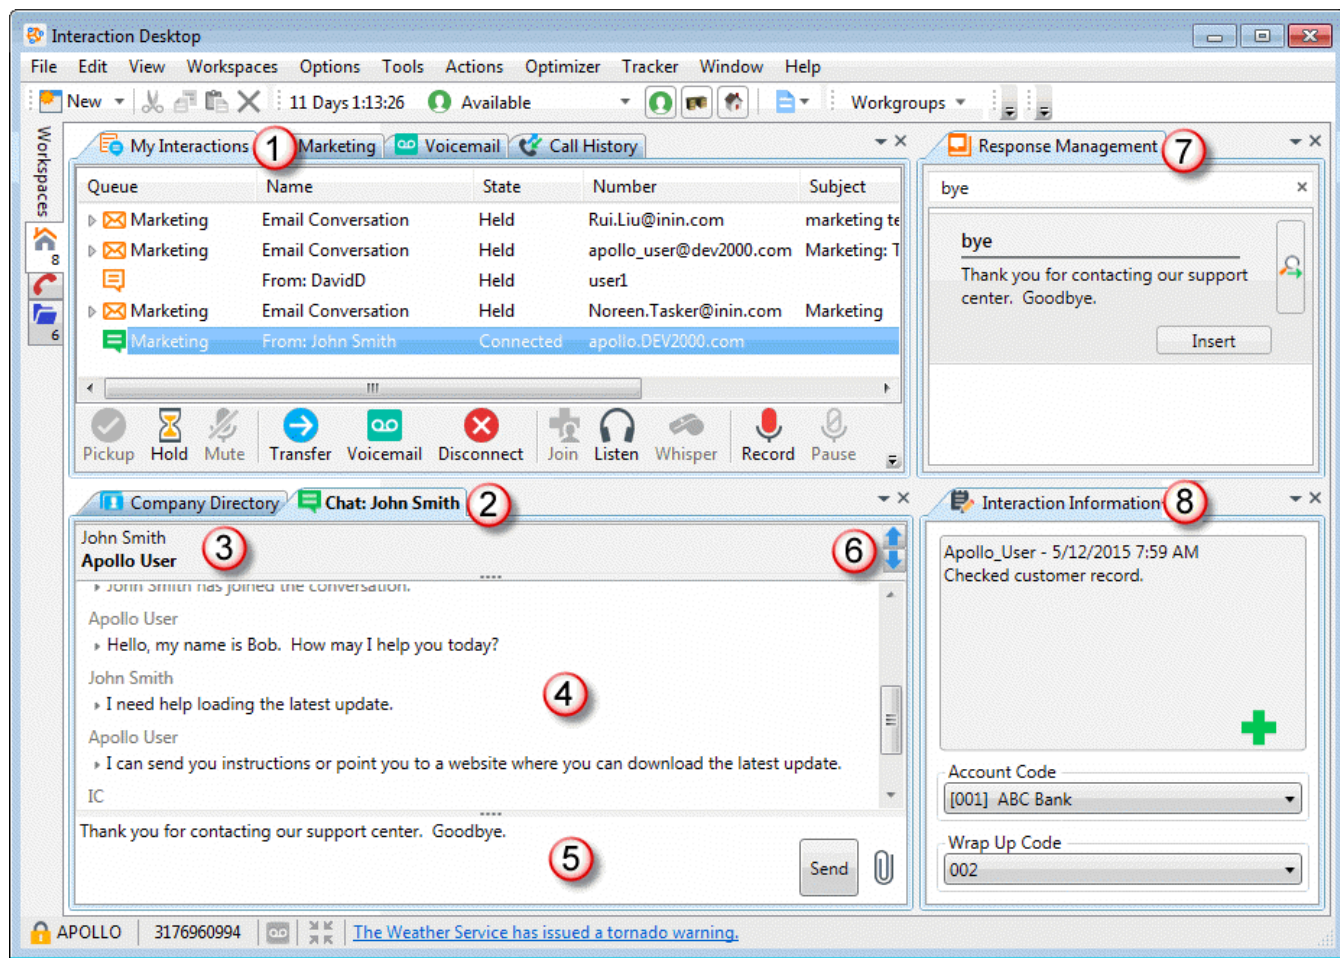 Interaction Desktop
File Edit View Workspaces Options Tools Actions Optimizer Tracker Window Help
New 11 Days 1:13:26 Available Workgroups
Workspaces
8
6
My Interactions 1 Marketing Voicemail Call History
Queue Name State Number Subject
Marketing Email Conversation Held Rui.Liu@inin.com marketing te
Marketing Email Conversation Held apollo_user@dev2000.com Marketing: T
From: DavidD Held user1
Marketing Email Conversation Held Noreen.Tasker@inin.com Marketing
Marketing From: John Smith Connected apollo.DEV2000.com
Pickup Hold Mute Transfer Voicemail Disconnect Join Listen Whisper Record Pause
Response Management 7
bye
bye
Thank you for contacting our support
center. Goodbye.
Insert
Company Directory Chat: John Smith 2
John Smith
Apollo User
3
6
John Smith has joined the conversation.
Apollo User
Hello, my name is Bob. How may I help you today?
John Smith
I need help loading the latest update.
4
Apollo User
I can send you instructions or point you to a website where you can download the latest update.
IC
Thank you for contacting our support center. Goodbye.
5
Send
Interaction Information 8
Apollo_User - 5/12/2015 7:59 AM
Checked customer record.
Account Code
[001] ABC Bank
Wrap Up Code
002
APOLLO 3176960994 The Weather Service has issued a tornado warning.